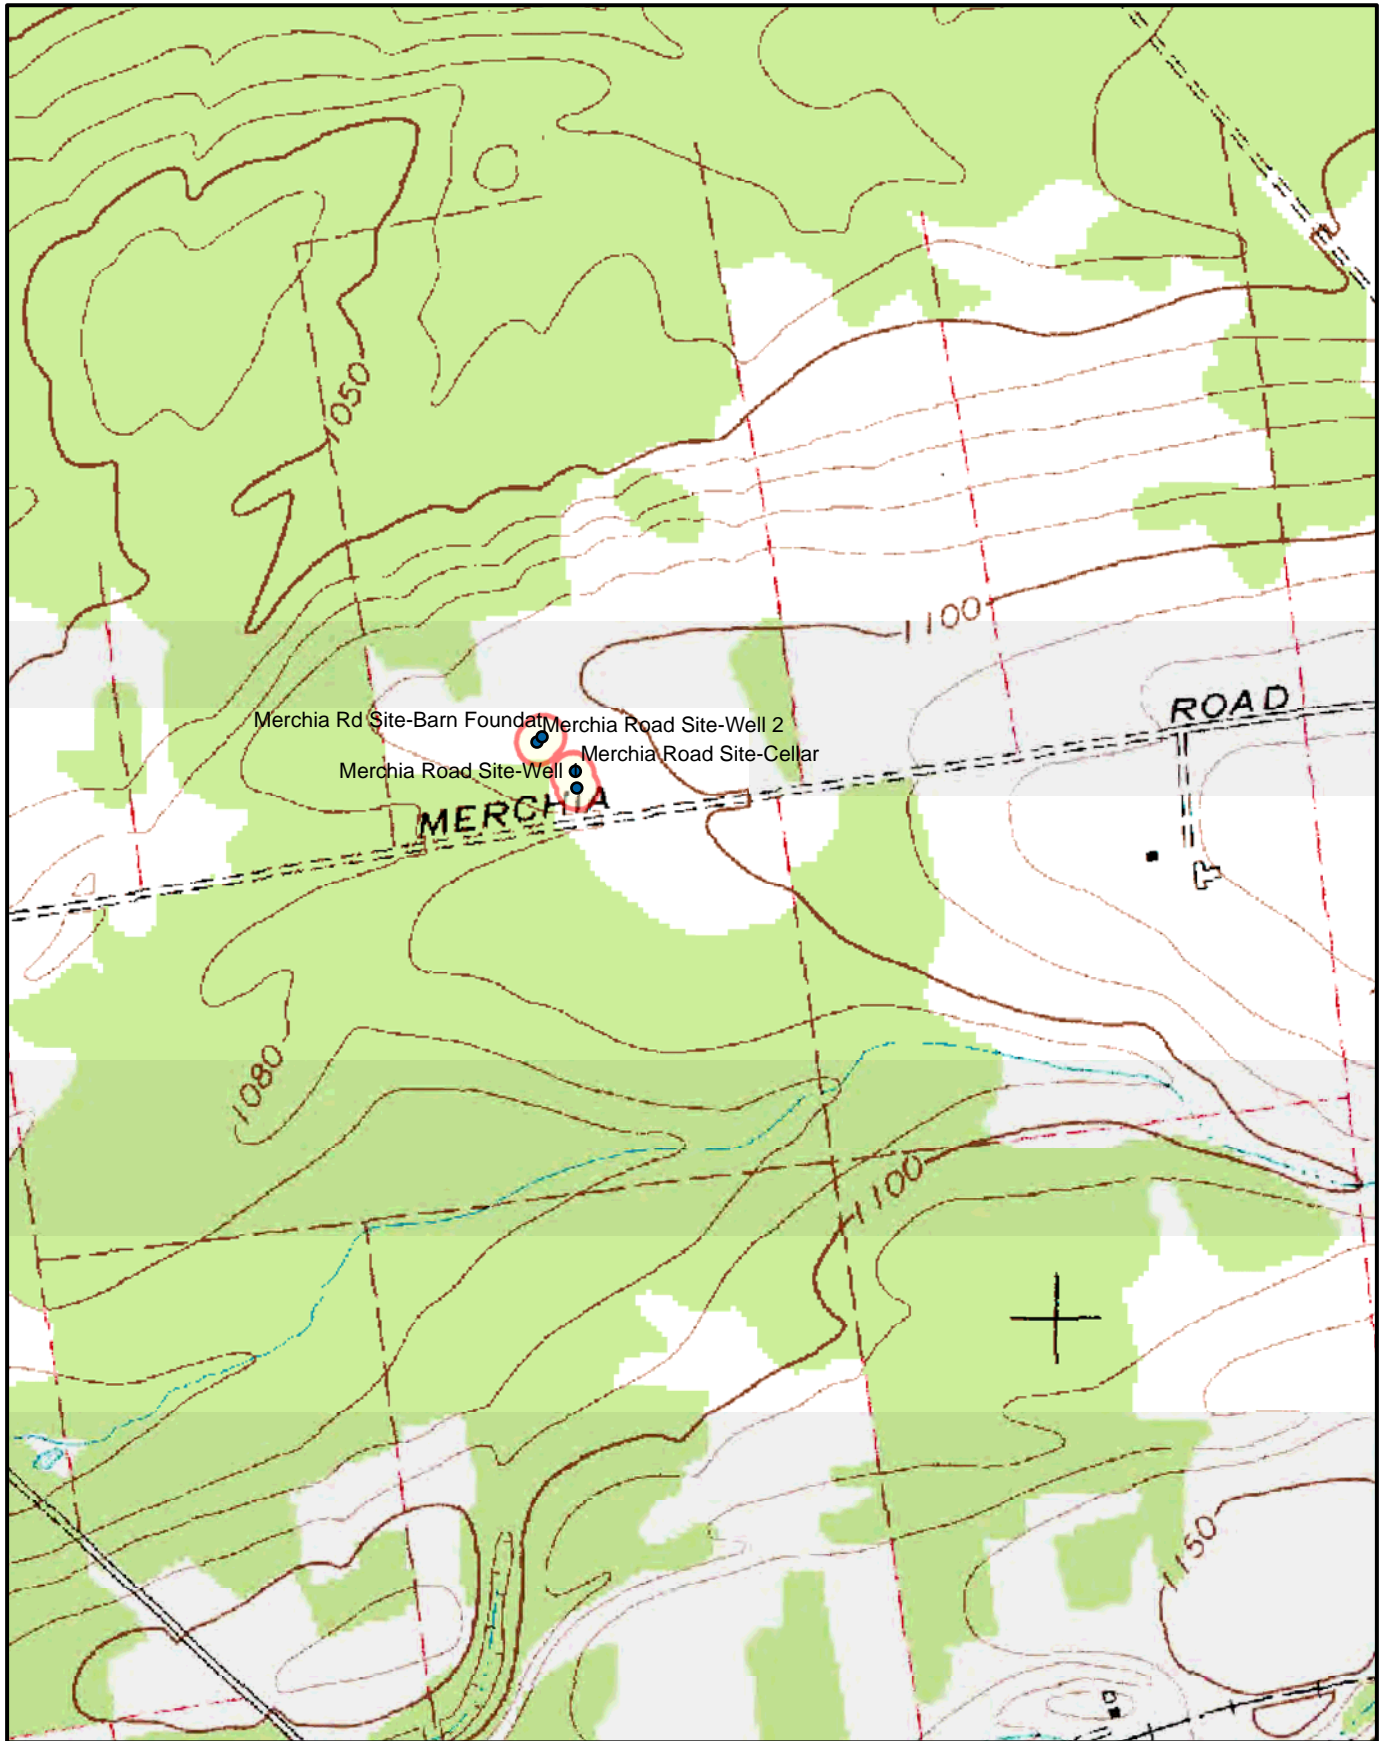 1050
1100
ROAD
Merchia Rd Site-Barn Foundat
Merchia Road Site-Well 2
Merchia Road Site-Cellar
Merchia Road Site-Well
MERCHIA
1080
1100
1150